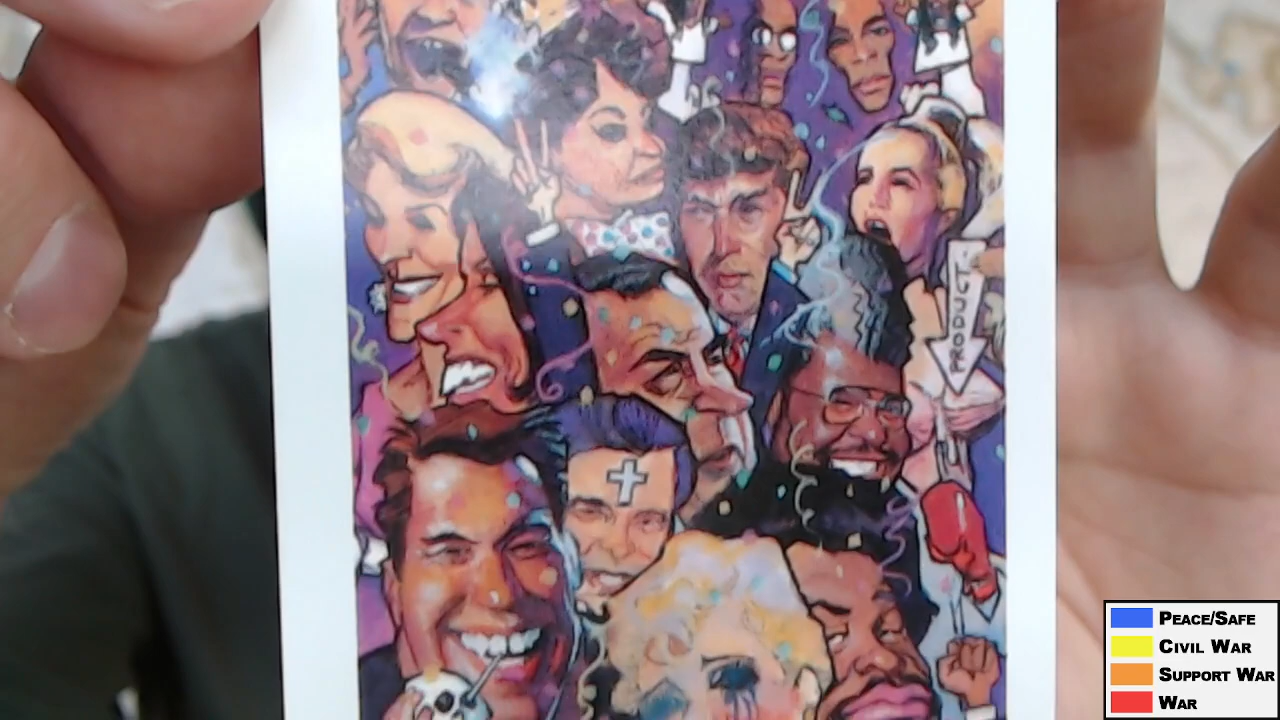 PRODUCT
PEACE/SAFE
CIVIL WAR
SUPPORT WAR
WAR